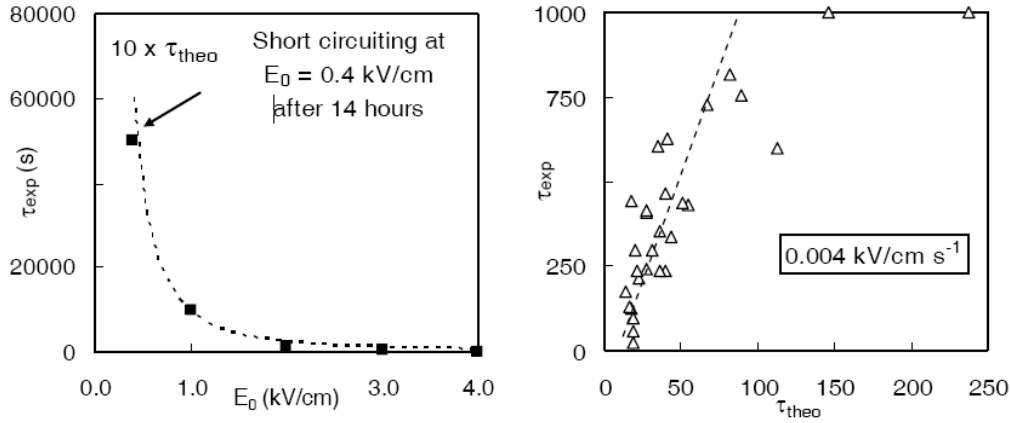 80000
60000
20000
0
τexp (s)
10 x τtheo
Short circuiting at
E0 = 0.4 kV/cm
after 14 hours
0.0 1.0 2.0 3.0 4.0
E0 (kV/cm)
1000
750
250
0
τexp
0.004 kV/cm s-1
0 50 100 150 200 250
τtheo